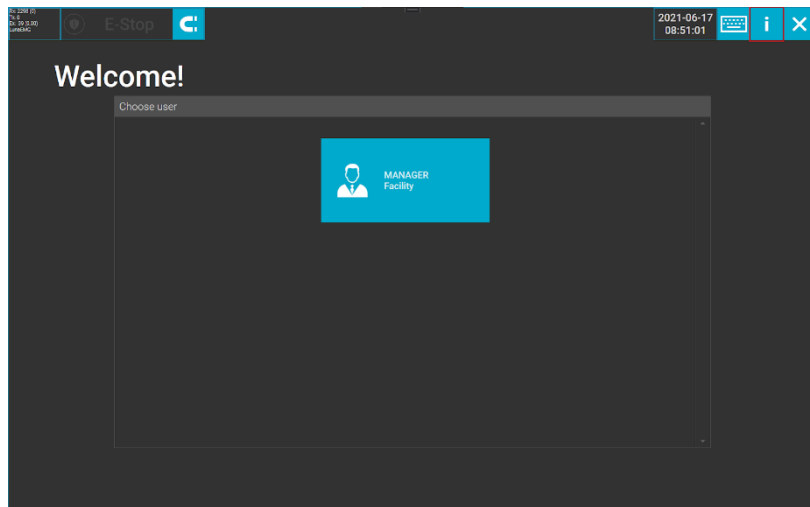 E-Stop
2021-06-17
08:51:01
i
Welcome!
Choose user
MANAGER
Facility